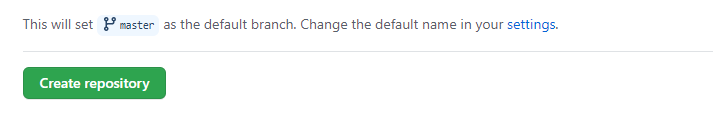 This will set master as the default branch. Change the default name in your settings.
Create repository